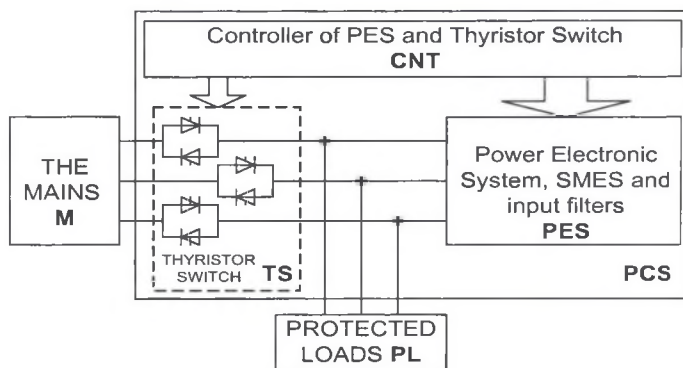 Controller of PES and Thyristor Switch
CNT
THE
MAINS
M
Power Electronic
System, SMES and
input filters
PES
THYRISTOR
SWITCH
TS
PCS
PROTECTED
LOADS PL